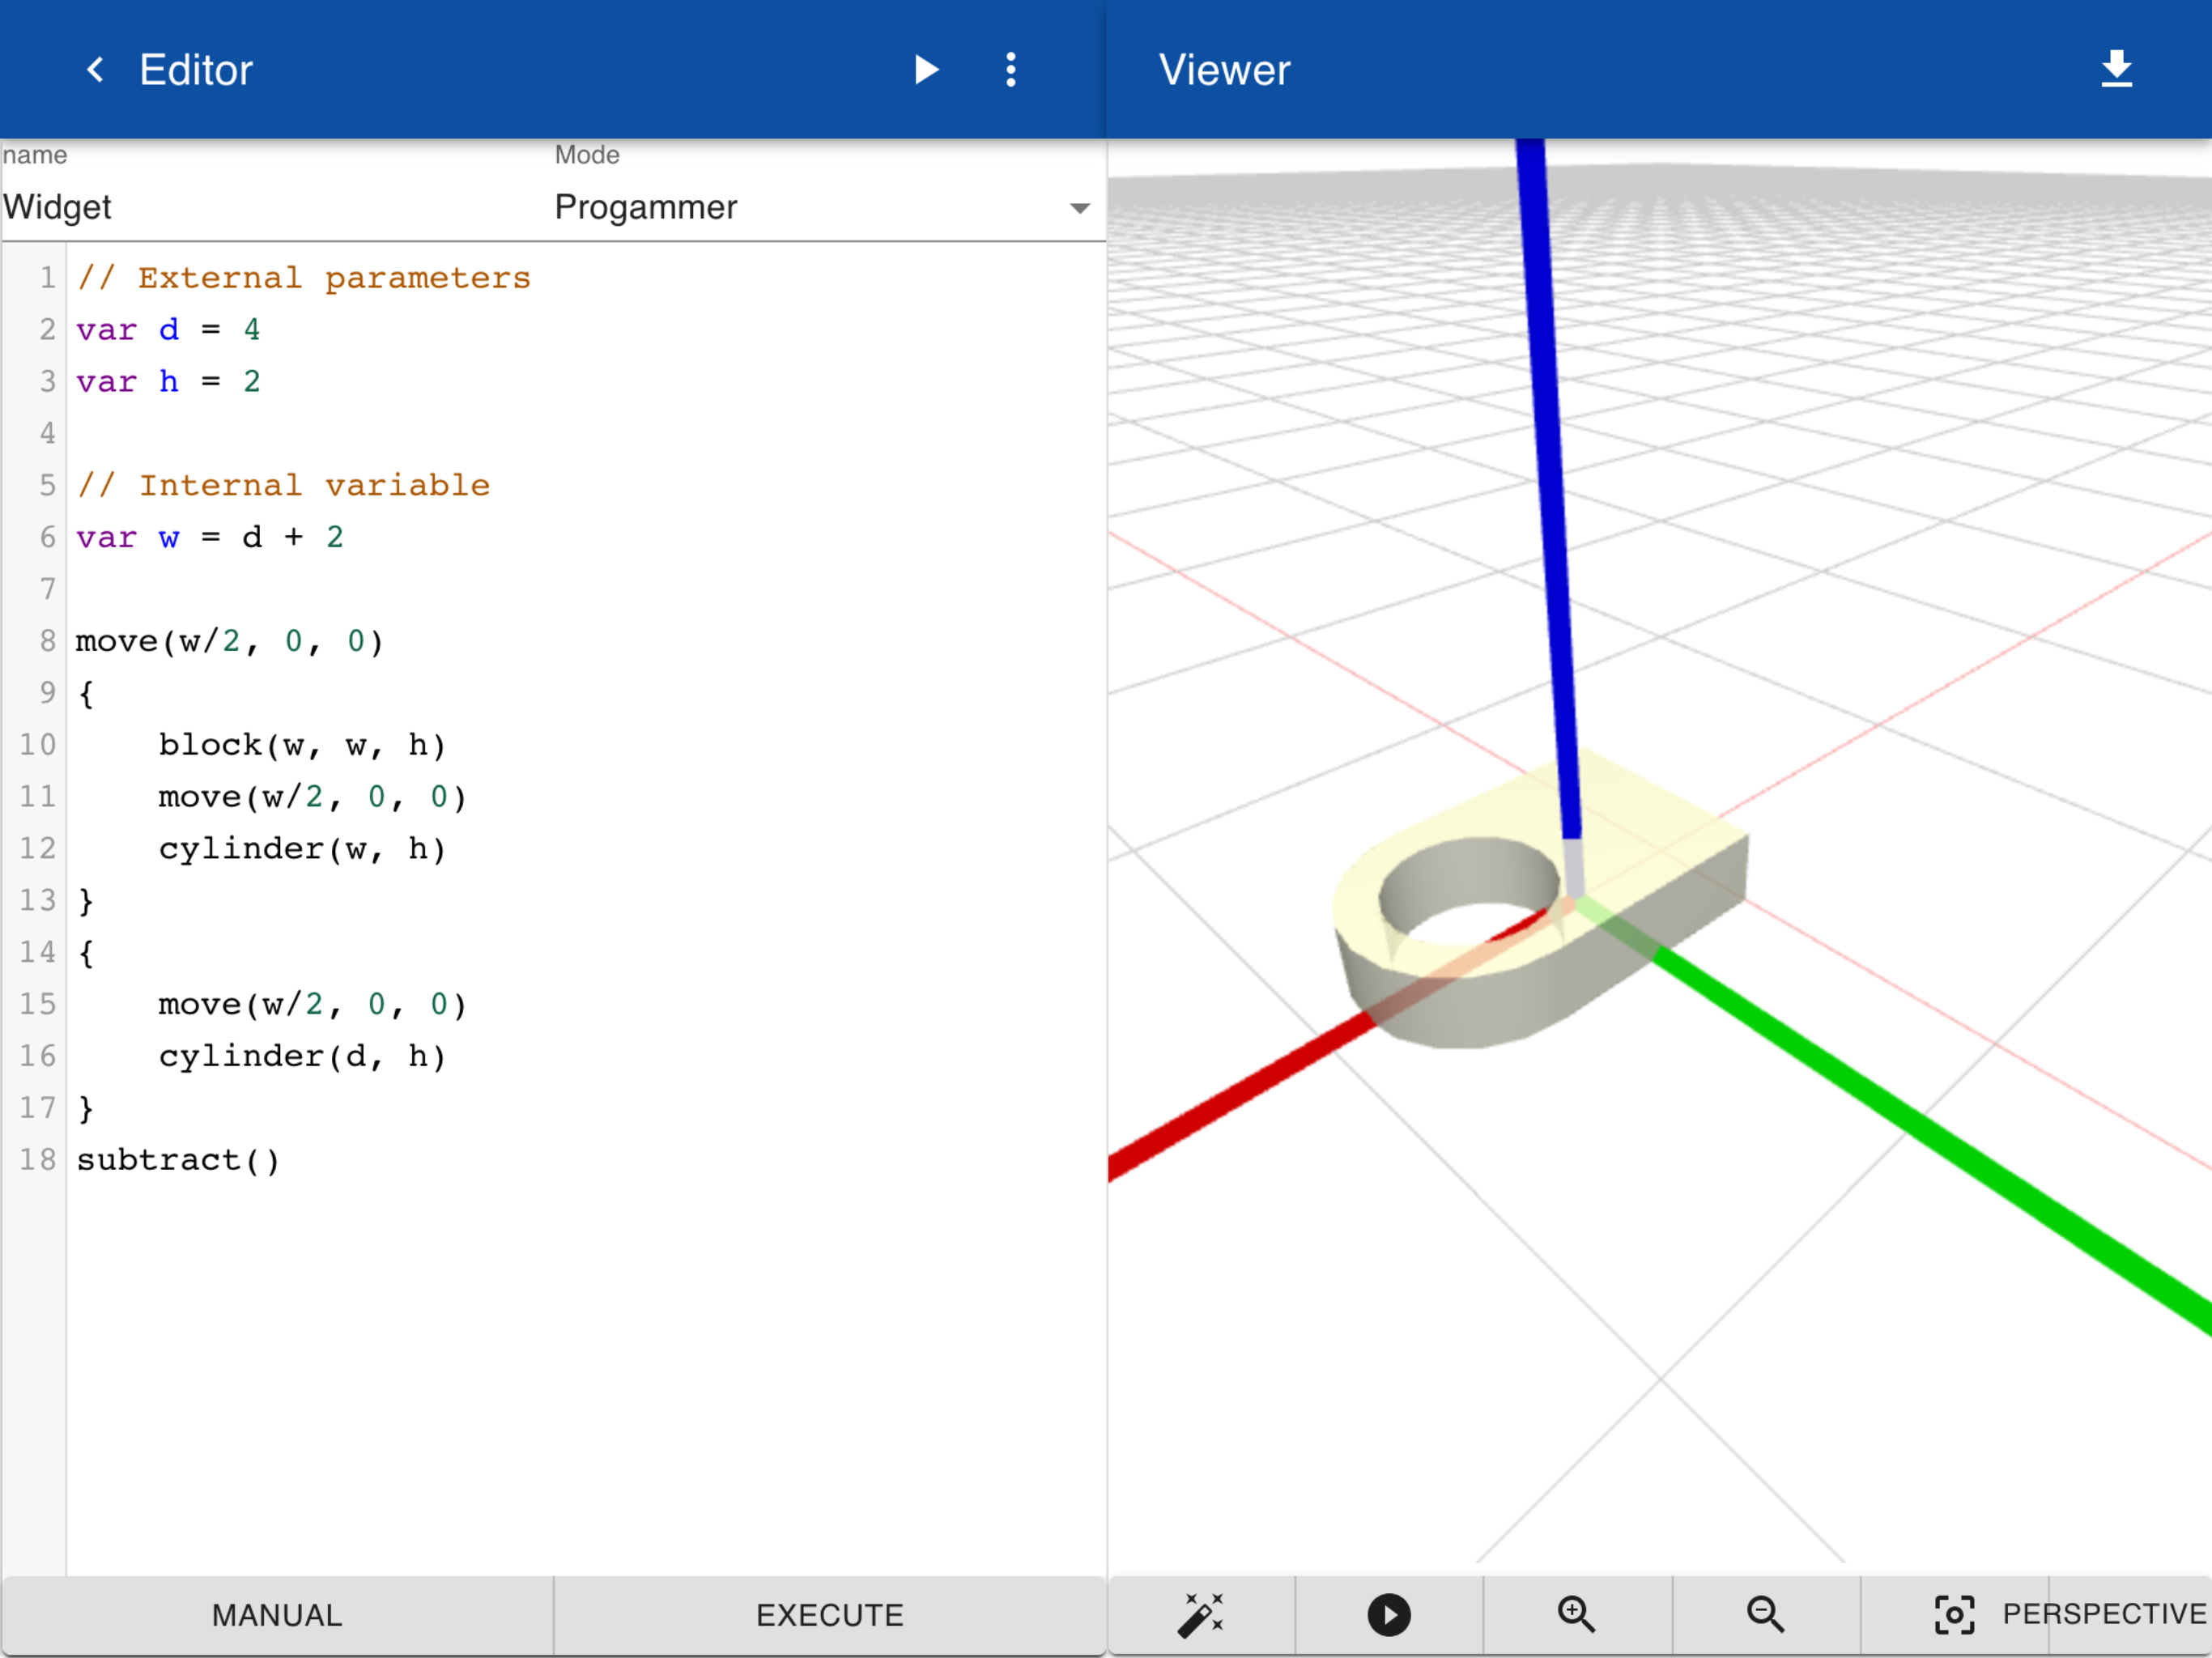 Editor
Viewer
name
Mode
Widget
Progammer
1 // External parameters
2 var d = 4
3 var h = 2
4
5 // Internal variable
6 var w = d + 2
7
8 move(w/2, 0, 0)
9 {
10     block(w, w, h)
11     move(w/2, 0, 0)
12     cylinder(w, h)
13 }
14 {
15     move(w/2, 0, 0)
16     cylinder(d, h)
17 }
18 subtract()
MANUAL
EXECUTE
PERSPECTIVE